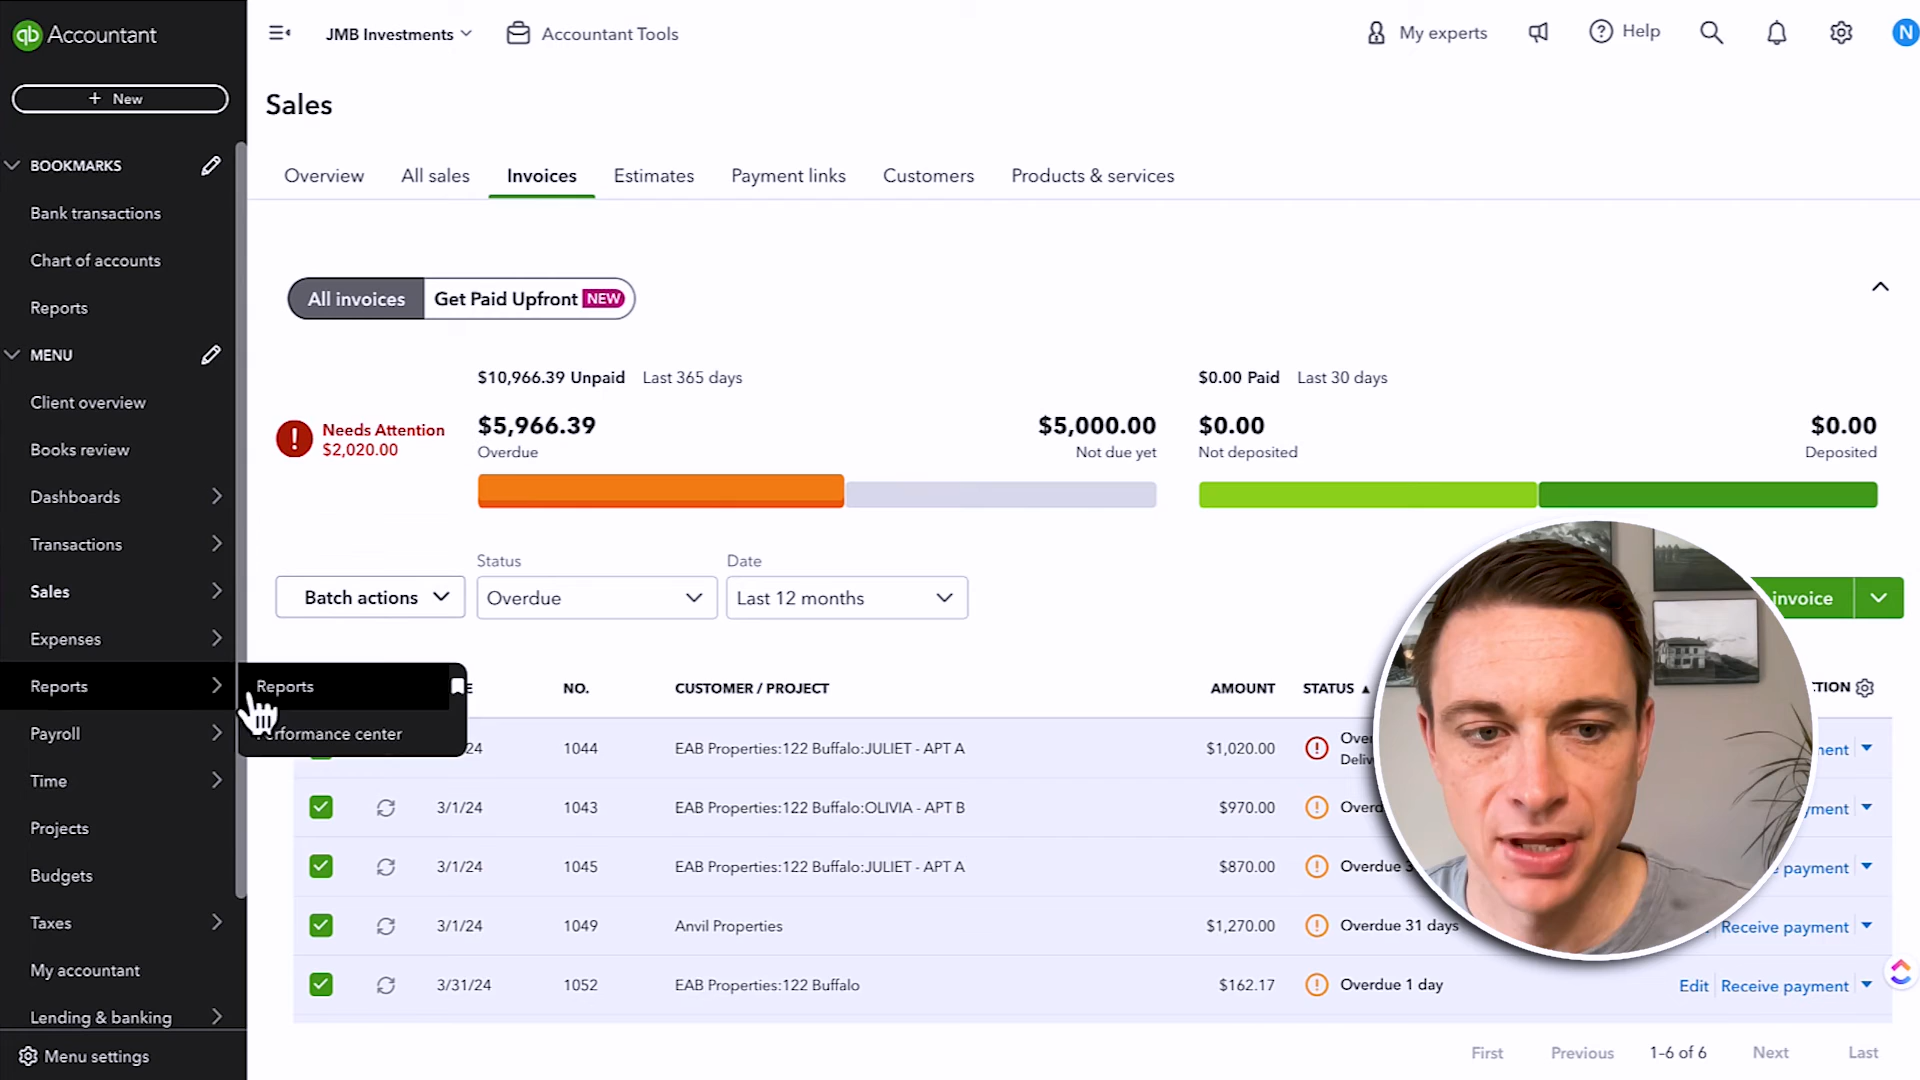 qb Accountant
JMB Investments
Accountant Tools
My experts
Help
N
+ New
Sales
BOOKMARKS
Bank transactions
Chart of accounts
Reports
MENU
Client overview
Books review
Dashboards
Transactions
Sales
Expenses
Reports
Payroll
Time
Projects
Budgets
Taxes
My accountant
Lending & banking
Menu settings
Reports
Performance center
Overview
All sales
Invoices
Estimates
Payment links
Customers
Products & services
All invoices
Get Paid Upfront NEW
$10,966.39 Unpaid Last 365 days
$0.00 Paid Last 30 days
Needs Attention
$2,020.00
$5,966.39
Overdue
$5,000.00
Not due yet
$0.00
Not deposited
$0.00
Deposited
Status
Date
Batch actions
Overdue
Last 12 months
invoice
NO. CUSTOMER / PROJECT AMOUNT STATUS ▲
24 1044 EAB Properties:122 Buffalo:JULIET - APT A $1,020.00
3/1/24 1043 EAB Properties:122 Buffalo:OLIVIA - APT B $970.00
3/1/24 1045 EAB Properties:122 Buffalo:JULIET - APT A $870.00 Overdue 3 payment
3/1/24 1049 Anvil Properties $1,270.00 Overdue 31 days Receive payment
3/31/24 1052 EAB Properties:122 Buffalo $162.17 Overdue 1 day Edit Receive payment
First Previous 1-6 of 6 Next Last